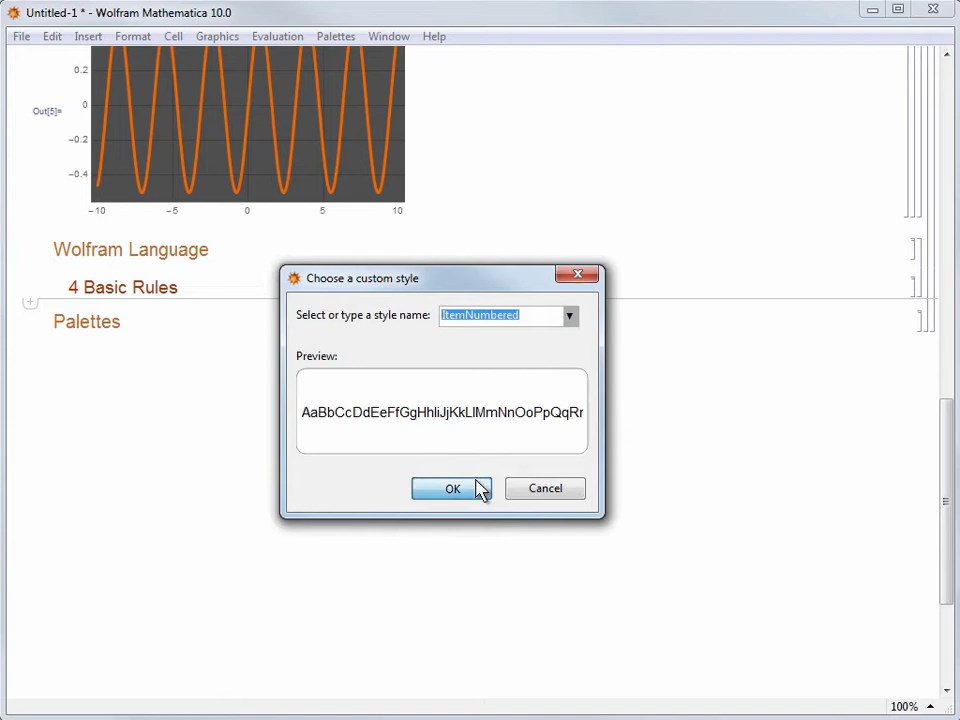 Untitled-1 * - Wolfram Mathematica 10.0
File Edit Insert Format Cell Graphics Evaluation Palettes Window Help
0.2
Out[5]=
0
−0.2
−0.4
−10 −5 0 5 10
Wolfram Language
4 Basic Rules
Palettes
Choose a custom style
Select or type a style name: ItemNumbered
Preview:
AaBbCcDdEeFfGgHhIiJjKkLlMmNnOoPpQqRr
OK Cancel
100%